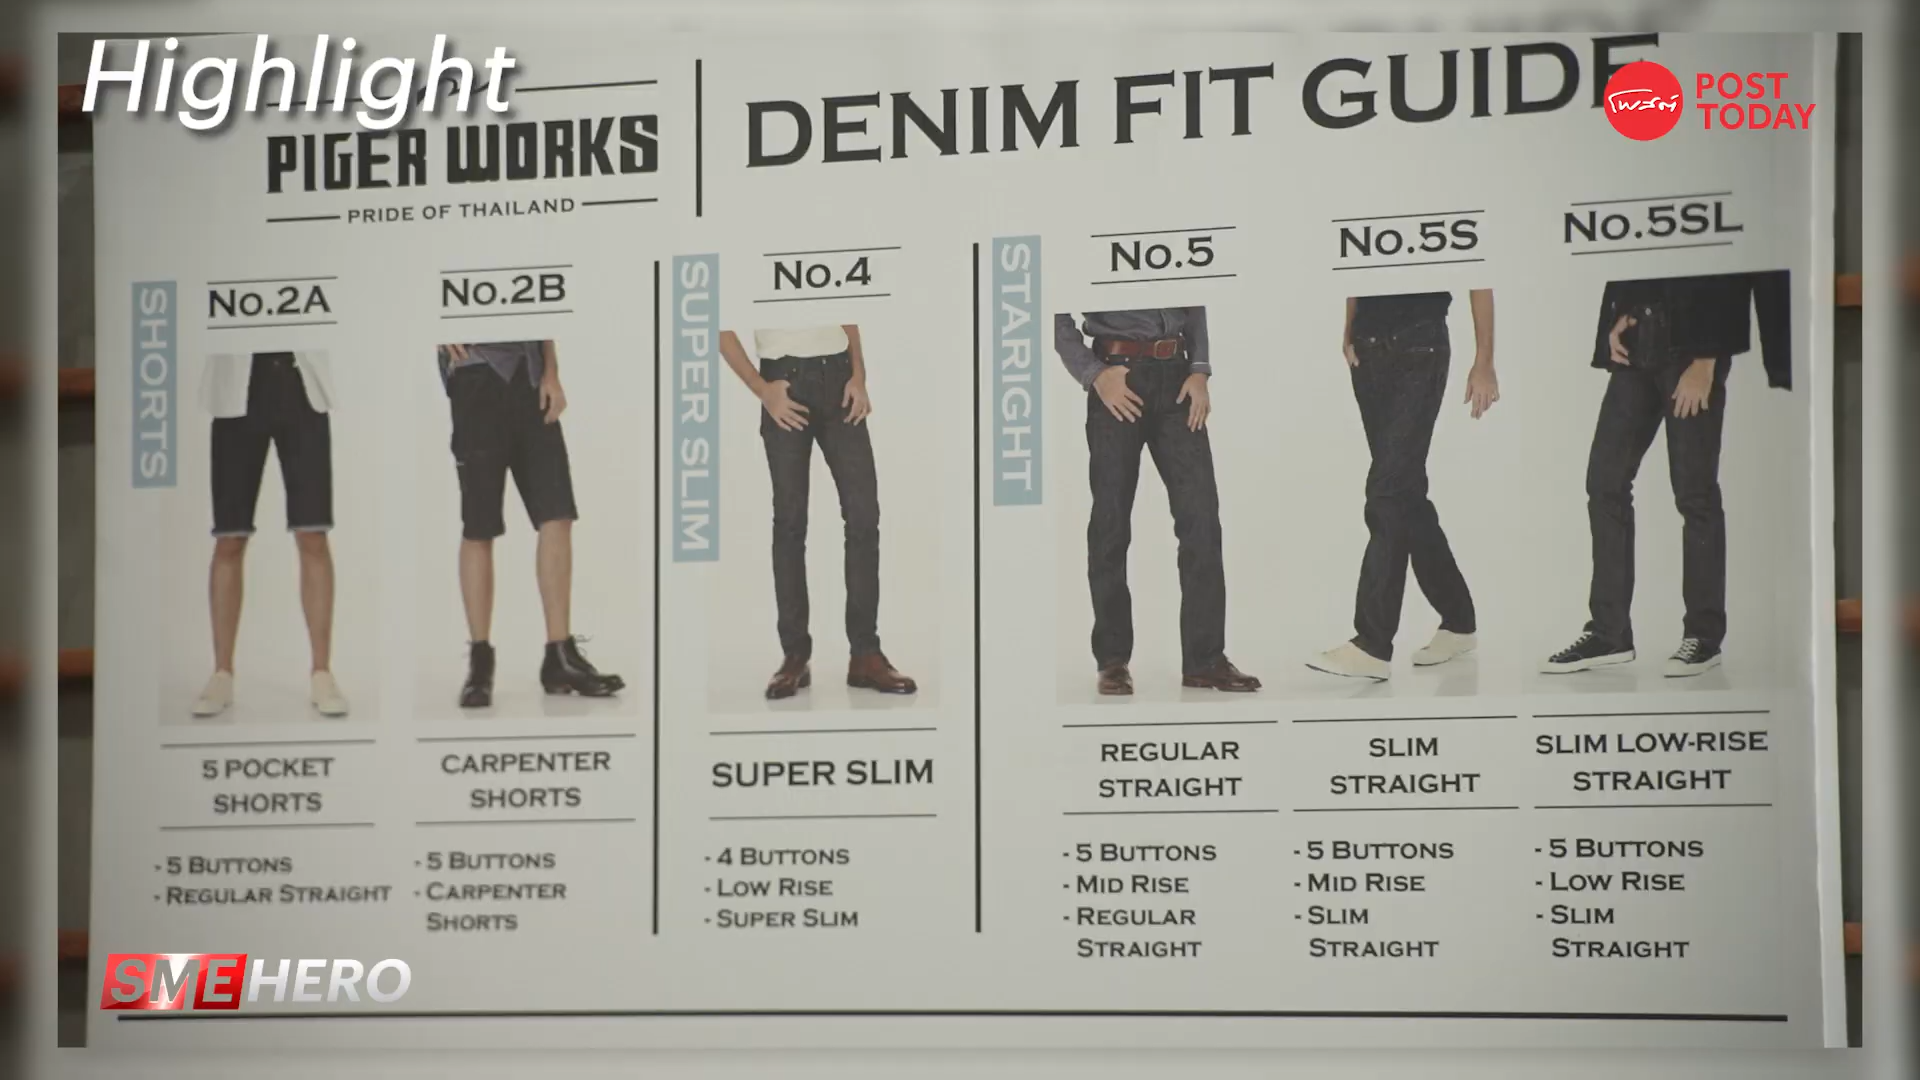 Highlight
PIGER WORKS
PRIDE OF THAILAND
DENIM FIT GUIDE
โพสต์
POST
TODAY
SHORTS
No.2A
5 POCKET
SHORTS
- 5 BUTTONS
- REGULAR STRAIGHT
No.2B
CARPENTER
SHORTS
- 5 BUTTONS
- CARPENTER
SHORTS
SUPER SLIM
No.4
SUPER SLIM
- 4 BUTTONS
- LOW RISE
- SUPER SLIM
STARIGHT
No.5
REGULAR
STRAIGHT
- 5 BUTTONS
- MID RISE
- REGULAR
STRAIGHT
No.5S
SLIM
STRAIGHT
- 5 BUTTONS
- MID RISE
- SLIM
STRAIGHT
No.5SL
SLIM LOW-RISE
STRAIGHT
- 5 BUTTONS
- LOW RISE
- SLIM
STRAIGHT
SME HERO